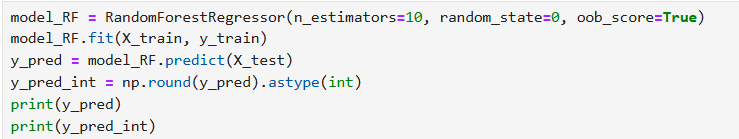 model_RF = RandomForestRegressor(n_estimators=10, random_state=0, oob_score=True)
model_RF.fit(X_train, y_train)
y_pred = model_RF.predict(X_test)
y_pred_int = np.round(y_pred).astype(int)
print(y_pred)
print(y_pred_int)